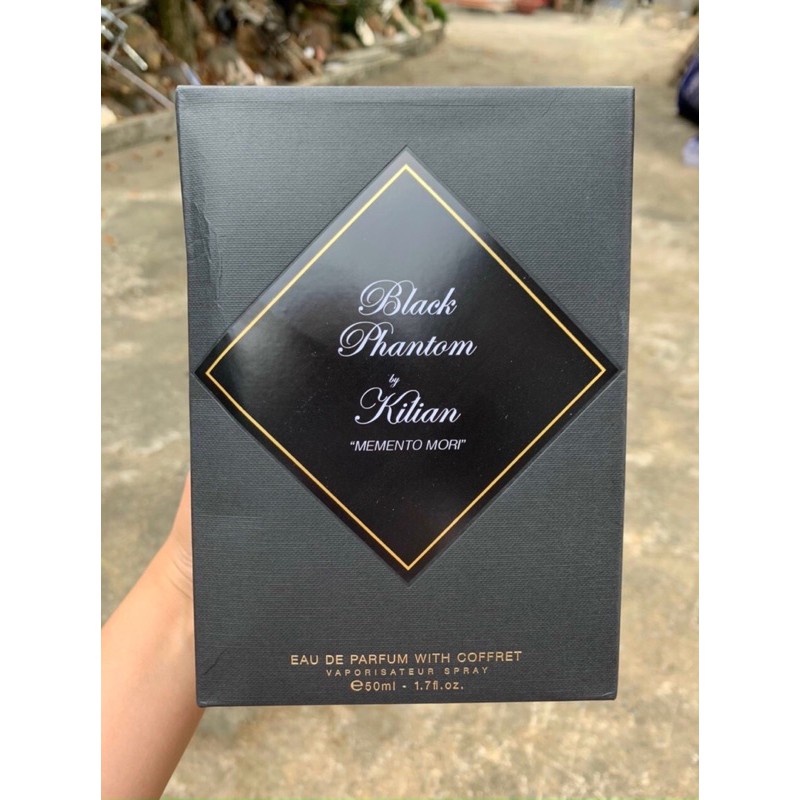 Black
Phantom
by
Kilian
"MEMENTO MORI"
EAU DE PARFUM WITH COFFRET
VAPORISATEUR SPRAY
℮50ml - 1.7fl.oz.